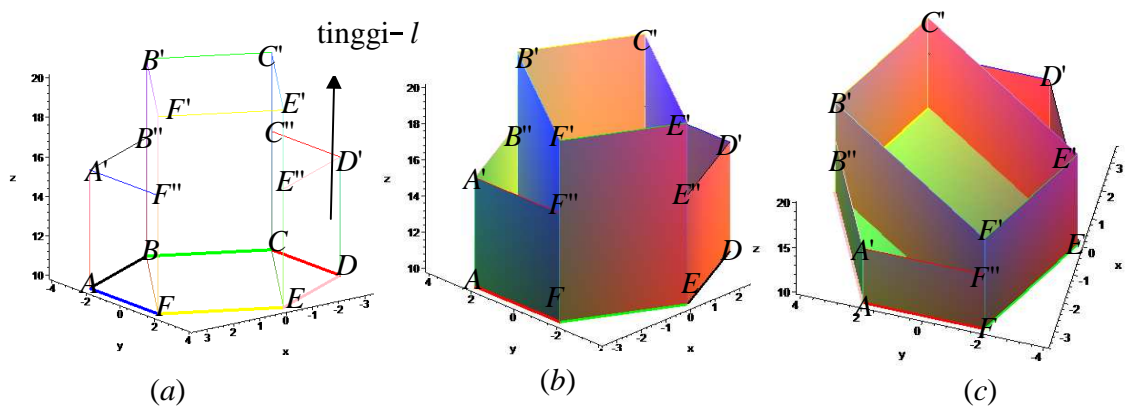 tinggi– l
B' C'
F' E'
B" C"
A' D'
F" E"
B C
A D
F E
20
18
16
14
12
10
z
-4 -2 0 2 4
y
3 2 1 0 -1 -2 -3
x
(a)
B' C'
F' E'
B" D'
A' E"
F"
A D
F E
20
18
16
14
12
10
z
4 2 0 -2
y
-3 -2 -1 0 1 2
x
(b)
C'
D'
B'
E'
B"
F'
A' F"
E
A F
20
15
10
z
4 2 0 -2 -4
y
3
2
1
0
-1
-2
-3
x
(c)